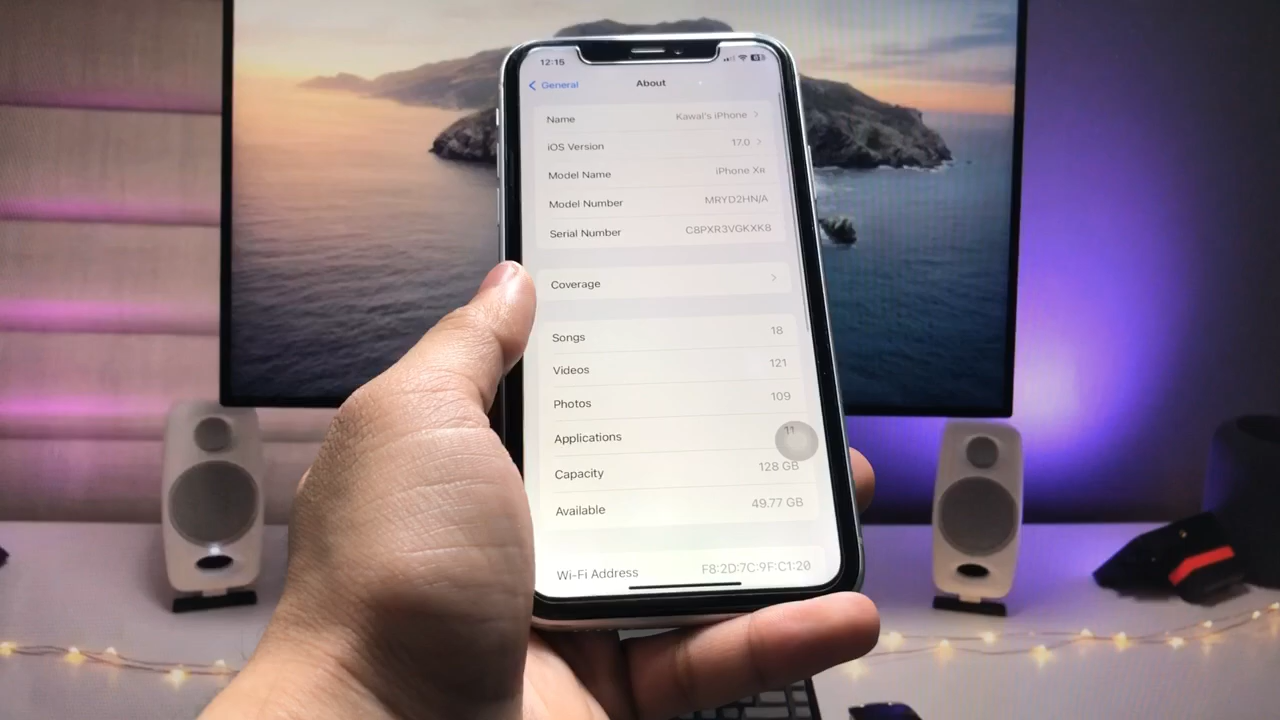 12:15
General
About
Name Kawal's iPhone
iOS Version 17.0
Model Name iPhone XR
Model Number MRYD2HN/A
Serial Number C8PXR3VGKXK8
Coverage
Songs 18
Videos 121
Photos 109
Applications 11
Capacity 128 GB
Available 49.77 GB
Wi-Fi Address F8:2D:7C:9F:C1:20